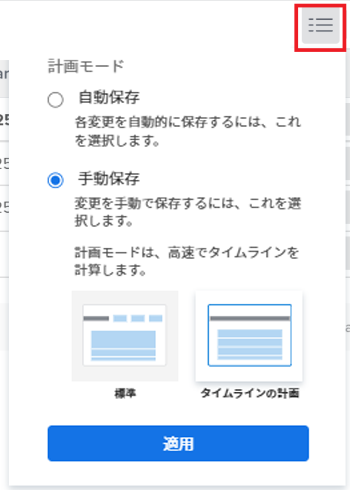 計画モード
自動保存
各変更を自動的に保存するには、これ
を選択します。
手動保存
変更を手動で保存するには、これを選
択します。
計画モードは、高速でタイムラインを
計算します。
標準
タイムラインの計画
適用